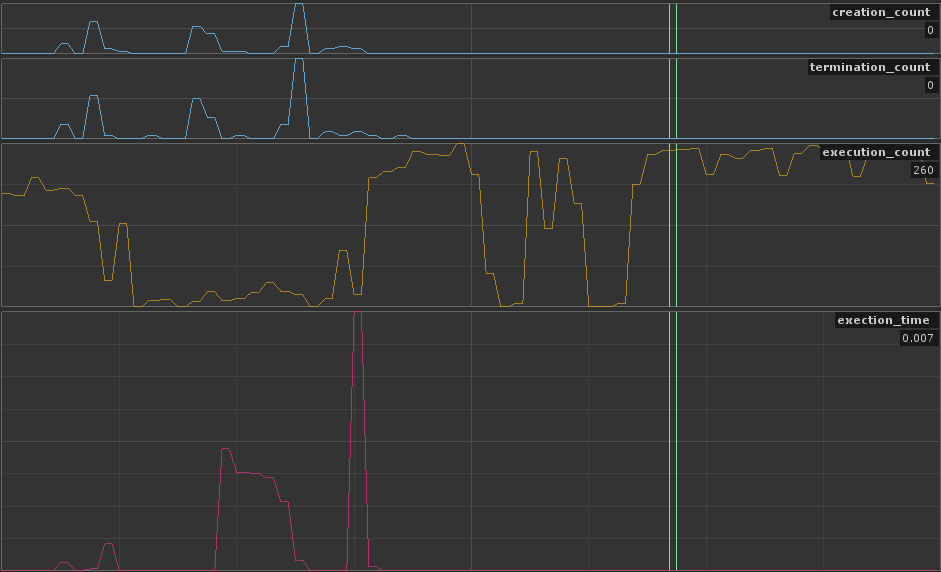 creation_count
0
termination_count
0
execution_count
260
exection_time
0.007